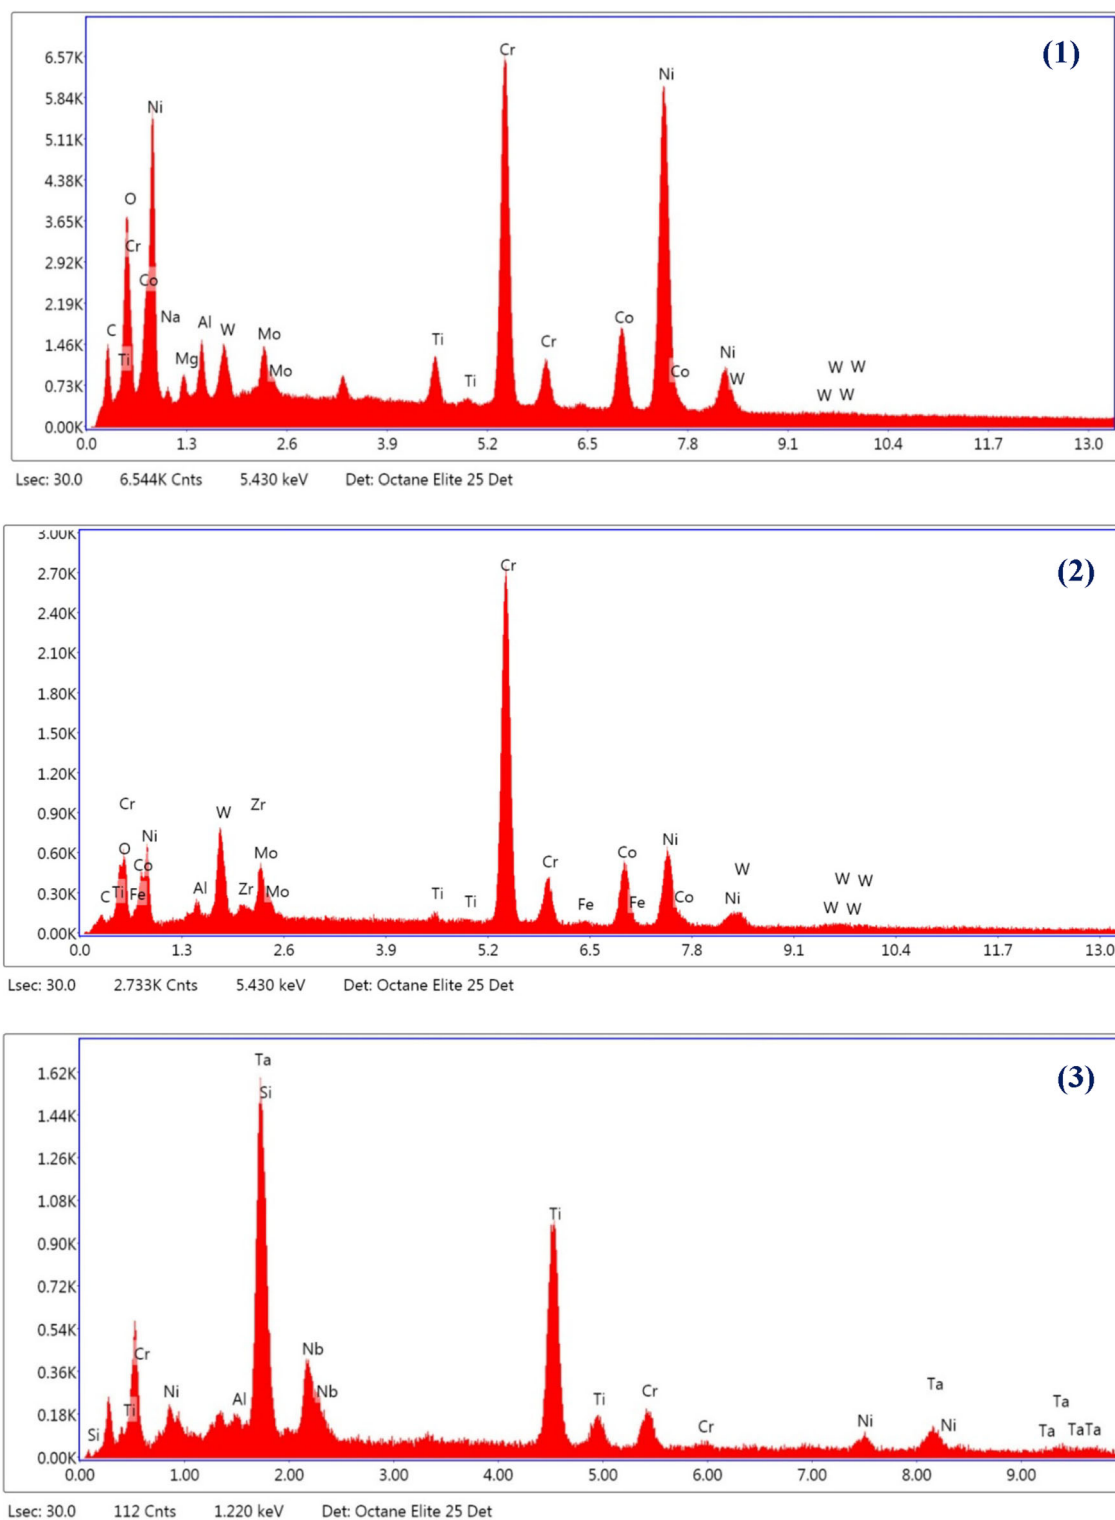 (1)
6.57K
5.84K
5.11K
4.38K
3.65K
2.92K
2.19K
1.46K
0.73K
0.00K
Cr
Ni
Ni
O
Cr
Co
Na
C
Ti
Mg
Al
W
Mo
Mo
Ti
Ti
Cr
Co
Co
Ni
W
W W
W W
0.0 1.3 2.6 3.9 5.2 6.5 7.8 9.1 10.4 11.7 13.0
Lsec: 30.0 6.544K Cnts 5.430 keV Det: Octane Elite 25 Det
(2)
3.00K
2.70K
2.40K
2.10K
1.80K
1.50K
1.20K
0.90K
0.60K
0.30K
0.00K
Cr
Cr
O
Ni
Co
C
Ti
Fe
Al
W
Zr
Zr
Mo
Mo
Ti
Ti
Cr
Fe
Co
Fe
Ni
Co
W
Ni
W W
W W
0.0 1.3 2.6 3.9 5.2 6.5 7.8 9.1 10.4 11.7 13.0
Lsec: 30.0 2.733K Cnts 5.430 keV Det: Octane Elite 25 Det
(3)
1.62K
1.44K
1.26K
1.08K
0.90K
0.72K
0.54K
0.36K
0.18K
0.00K
Ta
Si
Si
Ti
Cr
Ni
Al
Nb
Nb
Ti
Ti
Cr
Cr
Ni
Ta
Ni
Ta
Ta TaTa
0.00 1.00 2.00 3.00 4.00 5.00 6.00 7.00 8.00 9.00
Lsec: 30.0 112 Cnts 1.220 keV Det: Octane Elite 25 Det